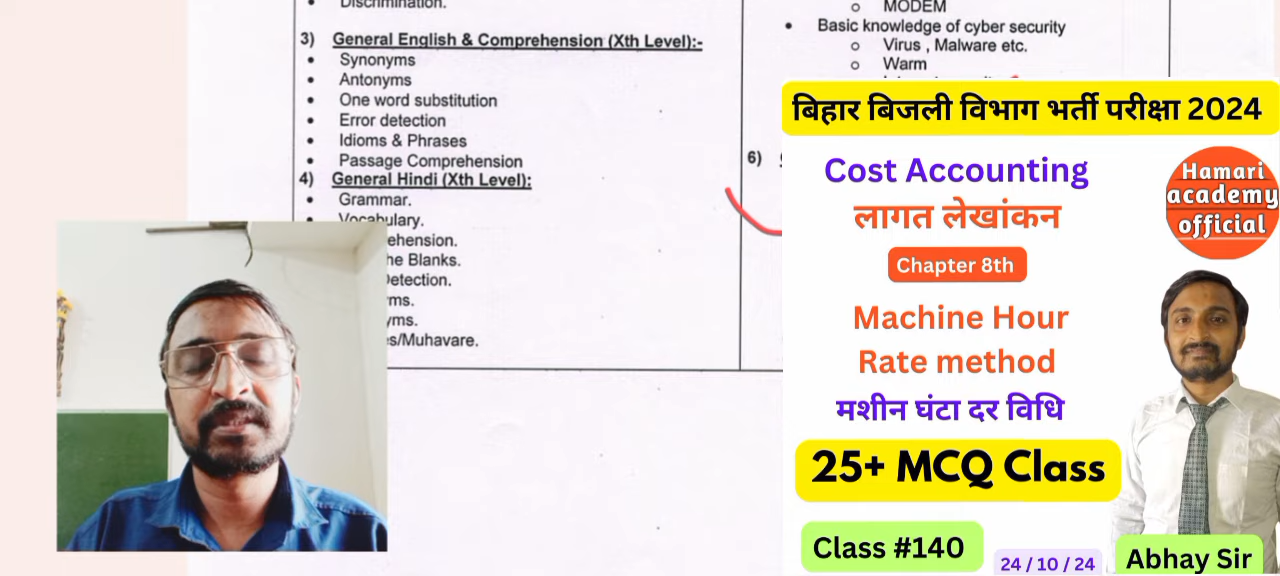 Discrimination.
3) General English & Comprehension (Xth Level):-
• Synonyms
• Antonyms
• One word substitution
• Error detection
• Idioms & Phrases
• Passage Comprehension
4) General Hindi (Xth Level):
• Grammar.
• Vocabulary.
ehension.
he Blanks.
Detection.
ms.
yms.
s/Muhavare.
o MODEM
• Basic knowledge of cyber security
o Virus , Malware etc.
o Warm
6)
बिहार बिजली विभाग भर्ती परीक्षा 2024
Cost Accounting
लागत लेखांकन
Chapter 8th
Machine Hour
Rate method
मशीन घंटा दर विधि
25+ MCQ Class
Class #140
24 / 10 / 24
Hamari
academy
official
Abhay Sir